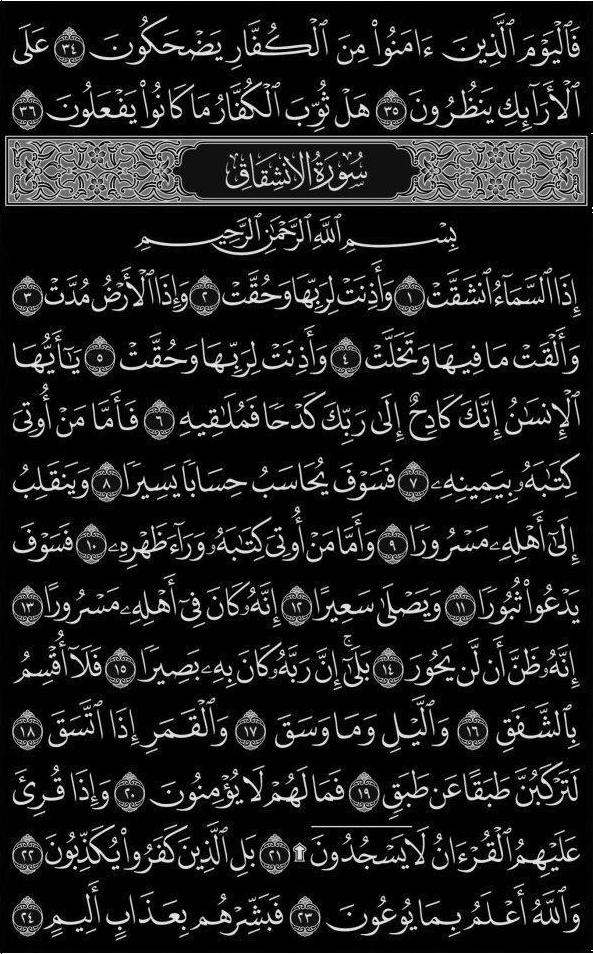 فَٱلۡيَوۡمَ ٱلَّذِينَ ءَامَنُواْ مِنَ ٱلۡكُفَّارِ يَضۡحَكُونَ ٣٤ عَلَى
ٱلۡأَرَآئِكِ يَنظُرُونَ ٣٥ هَلۡ ثُوِّبَ ٱلۡكُفَّارُ مَا كَانُواْ يَفۡعَلُونَ ٣٦
سُورَةُ الانشِقَاقِ
بِسۡمِ ٱللَّهِ ٱلرَّحۡمَٰنِ ٱلرَّحِيمِ
إِذَا ٱلسَّمَآءُ ٱنشَقَّتۡ ١ وَأَذِنَتۡ لِرَبِّهَا وَحُقَّتۡ ٢ وَإِذَا ٱلۡأَرۡضُ مُدَّتۡ ٣
وَأَلۡقَتۡ مَا فِيهَا وَتَخَلَّتۡ ٤ وَأَذِنَتۡ لِرَبِّهَا وَحُقَّتۡ ٥ يَٰٓأَيُّهَا
ٱلۡإِنسَٰنُ إِنَّكَ كَادِحٌ إِلَىٰ رَبِّكَ كَدۡحٗا فَمُلَٰقِيهِ ٦ فَأَمَّا مَنۡ أُوتِيَ
كِتَٰبَهُۥ بِيَمِينِهِۦ ٧ فَسَوۡفَ يُحَاسَبُ حِسَابٗا يَسِيرٗا ٨ وَيَنقَلِبُ
إِلَىٰٓ أَهۡلِهِۦ مَسۡرُورٗا ٩ وَأَمَّا مَنۡ أُوتِيَ كِتَٰبَهُۥ وَرَآءَ ظَهۡرِهِۦ ١٠ فَسَوۡفَ
يَدۡعُواْ ثُبُورٗا ١١ وَيَصۡلَىٰ سَعِيرًا ١٢ إِنَّهُۥ كَانَ فِيٓ أَهۡلِهِۦ مَسۡرُورًا ١٣
إِنَّهُۥ ظَنَّ أَن لَّن يَحُورَ ١٤ بَلَىٰٓۚ إِنَّ رَبَّهُۥ كَانَ بِهِۦ بَصِيرٗا ١٥ فَلَآ أُقۡسِمُ
بِٱلشَّفَقِ ١٦ وَٱلَّيۡلِ وَمَا وَسَقَ ١٧ وَٱلۡقَمَرِ إِذَا ٱتَّسَقَ ١٨
لَتَرۡكَبُنَّ طَبَقًا عَن طَبَقٖ ١٩ فَمَا لَهُمۡ لَا يُؤۡمِنُونَ ٢٠ وَإِذَا قُرِئَ
عَلَيۡهِمُ ٱلۡقُرۡءَانُ لَا يَسۡجُدُونَۤ۩ ٢١ بَلِ ٱلَّذِينَ كَفَرُواْ يُكَذِّبُونَ ٢٢
وَٱللَّهُ أَعۡلَمُ بِمَا يُوعُونَ ٢٣ فَبَشِّرۡهُم بِعَذَابٍ أَلِيمٍ ٢٤